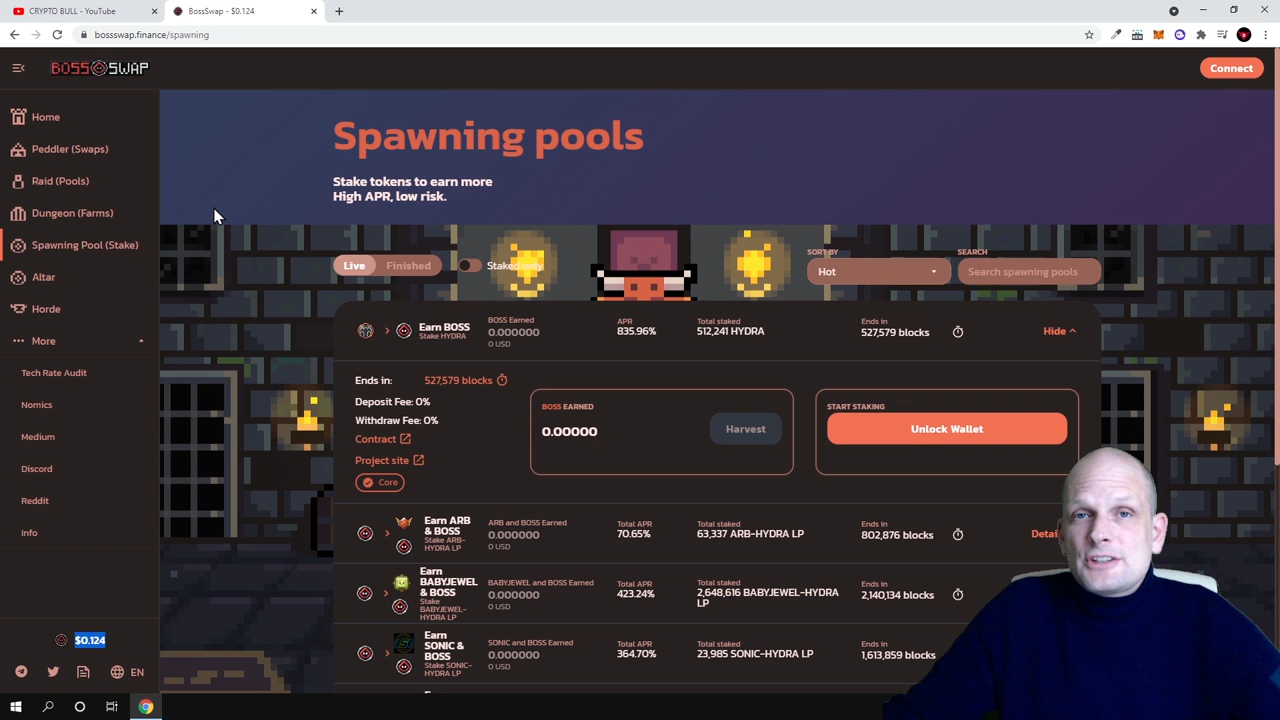 CRYPTO BULL - YouTube
BossSwap - $0.124
bossswap.finance/spawning
BOSS SWAP
Connect
Home
Peddler (Swaps)
Raid (Pools)
Dungeon (Farms)
Spawning Pool (Stake)
Altar
Horde
More
Tech Rate Audit
Nomics
Medium
Discord
Reddit
Info
$0.124
EN
Spawning pools
Stake tokens to earn more
High APR, low risk.
Live
Finished
Staked only
SORT BY
Hot
SEARCH
Search spawning pools
Earn BOSS
Stake HYDRA
BOSS Earned
0.000000
0 USD
APR
835.96%
Total staked
512,241 HYDRA
Ends in
527,579 blocks
Hide
Ends in:
527,579 blocks
Deposit Fee: 0%
Withdraw Fee: 0%
Contract
Project site
Core
BOSS EARNED
0.00000
Harvest
START STAKING
Unlock Wallet
Earn ARB
& BOSS
Stake ARB-
HYDRA LP
ARB and BOSS Earned
0.000000
0 USD
Total APR
70.65%
Total staked
63,337 ARB-HYDRA LP
Ends in
802,876 blocks
Earn
BABYJEWEL
& BOSS
Stake
BABYJEWEL-
HYDRA LP
BABYJEWEL and BOSS Earned
0.000000
0 USD
Total APR
423.24%
Total staked
2,648,616 BABYJEWEL-HYDRA
LP
Ends in
2,140,134 blocks
Earn
SONIC &
BOSS
Stake
SONIC-
HYDRA LP
SONIC and BOSS Earned
0.000000
0 USD
Total APR
364.70%
Total staked
23,985 SONIC-HYDRA LP
Ends in
1,613,859 blocks